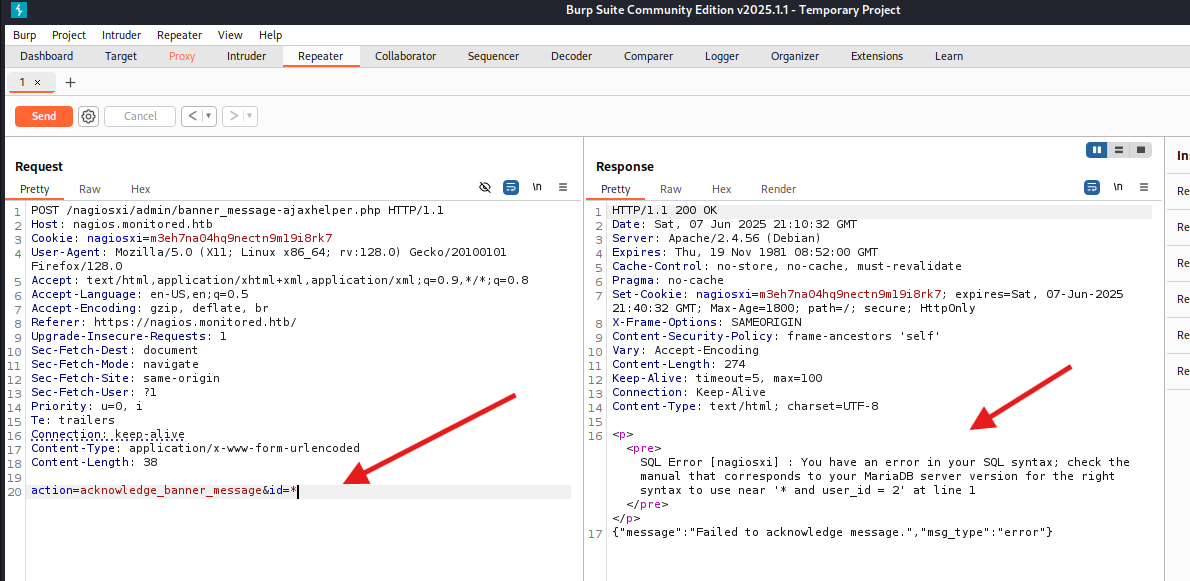 Burp Suite Community Edition v2025.1.1 - Temporary Project
Burp Project Intruder Repeater View Help
Dashboard Target Proxy Intruder Repeater Collaborator Sequencer Decoder Comparer Logger Organizer Extensions Learn
1 × +
Send Cancel < >
Request
Pretty Raw Hex \n
1 POST /nagiosxi/admin/banner_message-ajaxhelper.php HTTP/1.1
2 Host: nagios.monitored.htb
3 Cookie: nagiosxi=m3eh7na04hq9nectn9m19i8rk7
4 User-Agent: Mozilla/5.0 (X11; Linux x86_64; rv:128.0) Gecko/20100101
Firefox/128.0
5 Accept: text/html,application/xhtml+xml,application/xml;q=0.9,*/*;q=0.8
6 Accept-Language: en-US,en;q=0.5
7 Accept-Encoding: gzip, deflate, br
8 Referer: https://nagios.monitored.htb/
9 Upgrade-Insecure-Requests: 1
10 Sec-Fetch-Dest: document
11 Sec-Fetch-Mode: navigate
12 Sec-Fetch-Site: same-origin
13 Sec-Fetch-User: ?1
14 Priority: u=0, i
15 Te: trailers
16 Connection: keep-alive
17 Content-Type: application/x-www-form-urlencoded
18 Content-Length: 38
19
20 action=acknowledge_banner_message&id=*
Response
Pretty Raw Hex Render \n
1 HTTP/1.1 200 OK
2 Date: Sat, 07 Jun 2025 21:10:32 GMT
3 Server: Apache/2.4.56 (Debian)
4 Expires: Thu, 19 Nov 1981 08:52:00 GMT
5 Cache-Control: no-store, no-cache, must-revalidate
6 Pragma: no-cache
7 Set-Cookie: nagiosxi=m3eh7na04hq9nectn9m19i8rk7; expires=Sat, 07-Jun-2025
21:40:32 GMT; Max-Age=1800; path=/; secure; HttpOnly
8 X-Frame-Options: SAMEORIGIN
9 Content-Security-Policy: frame-ancestors 'self'
10 Vary: Accept-Encoding
11 Content-Length: 274
12 Keep-Alive: timeout=5, max=100
13 Connection: Keep-Alive
14 Content-Type: text/html; charset=UTF-8
15
16 <p>
<pre>
SQL Error [nagiosxi] : You have an error in your SQL syntax; check the
manual that corresponds to your MariaDB server version for the right
syntax to use near '* and user_id = 2' at line 1
</pre>
</p>
17 {"message":"Failed to acknowledge message.","msg_type":"error"}
In
Re
Re
Re
Re
Re
Re